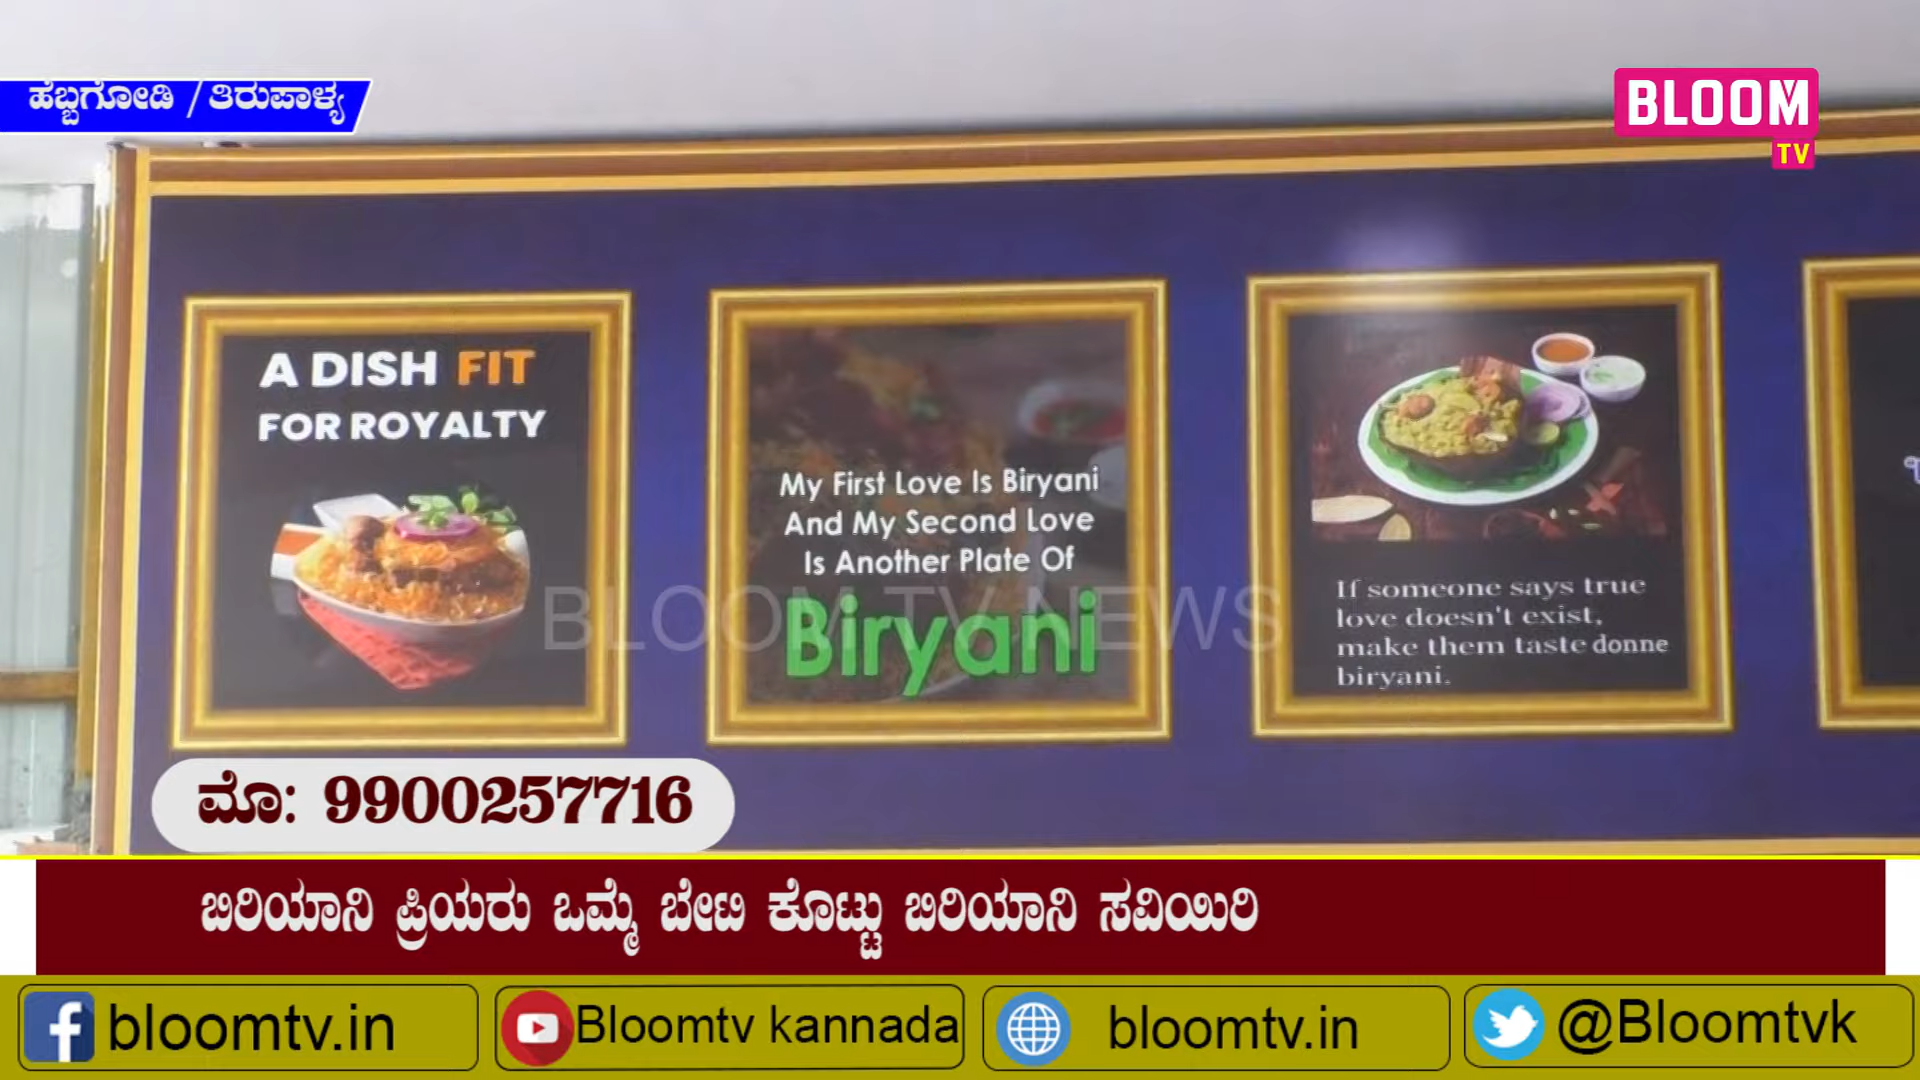 ಹೆಬ್ಬಗೋಡಿ / ತಿರುಪಾಳ್ಯ
BLOOM
TV
A DISH FIT
FOR ROYALTY
My First Love Is Biryani
And My Second Love
Is Another Plate Of
Biryani
If someone says true
love doesn't exist,
make them taste donne
biryani.
BLOOM TV NEWS
ಮೊ: 9900257716
ಬಿರಿಯಾನಿ ಪ್ರಿಯರು ಒಮ್ಮೆ ಬೇಟಿ ಕೊಟ್ಟು ಬಿರಿಯಾನಿ ಸವಿಯಿರಿ
bloomtv.in
Bloomtv kannada
bloomtv.in
@Bloomtvk